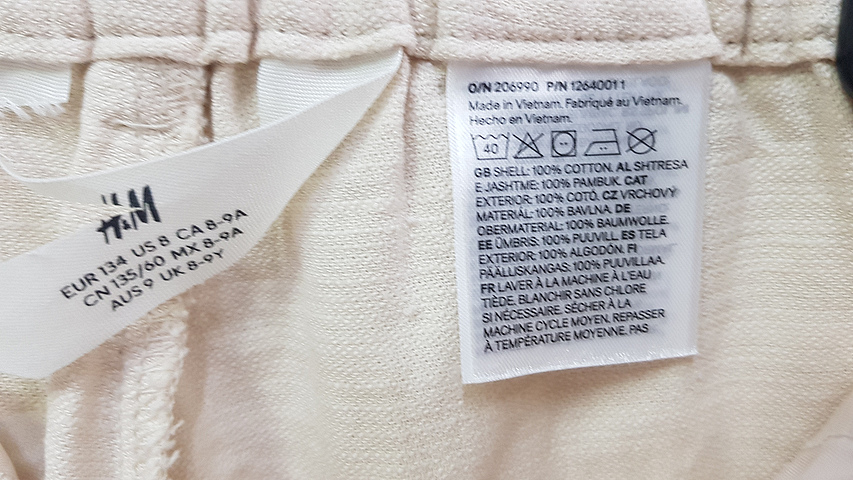 H&M
EUR 134 US 8 CA 8-9A
CN 135/60 MX 8-9A
AUS 9 UK 8-9Y
O/N 206990 P/N 12640011
Made in Vietnam. Fabriqué au Vietnam.
Hecho en Vietnam.
40
GB SHELL: 100% COTTON. AL SHTRESA
E JASHTME: 100% PAMBUK. CAT
EXTERIOR: 100% COTÓ. CZ VRCHOVÝ
MATERIÁL: 100% BAVLNA. DE
OBERMATERIAL: 100% BAUMWOLLE.
EE ÜMBRIS: 100% PUUVILL. ES TELA
EXTERIOR: 100% ALGODÓN. FI
PÄÄLLUSKANGAS: 100% PUUVILLAA.
FR LAVER À LA MACHINE À L'EAU
TIÈDE. BLANCHIR SANS CHLORE
SI NÉCESSAIRE. SÉCHER À LA
MACHINE CYCLE MOYEN. REPASSER
À TEMPÉRATURE MOYENNE. PAS